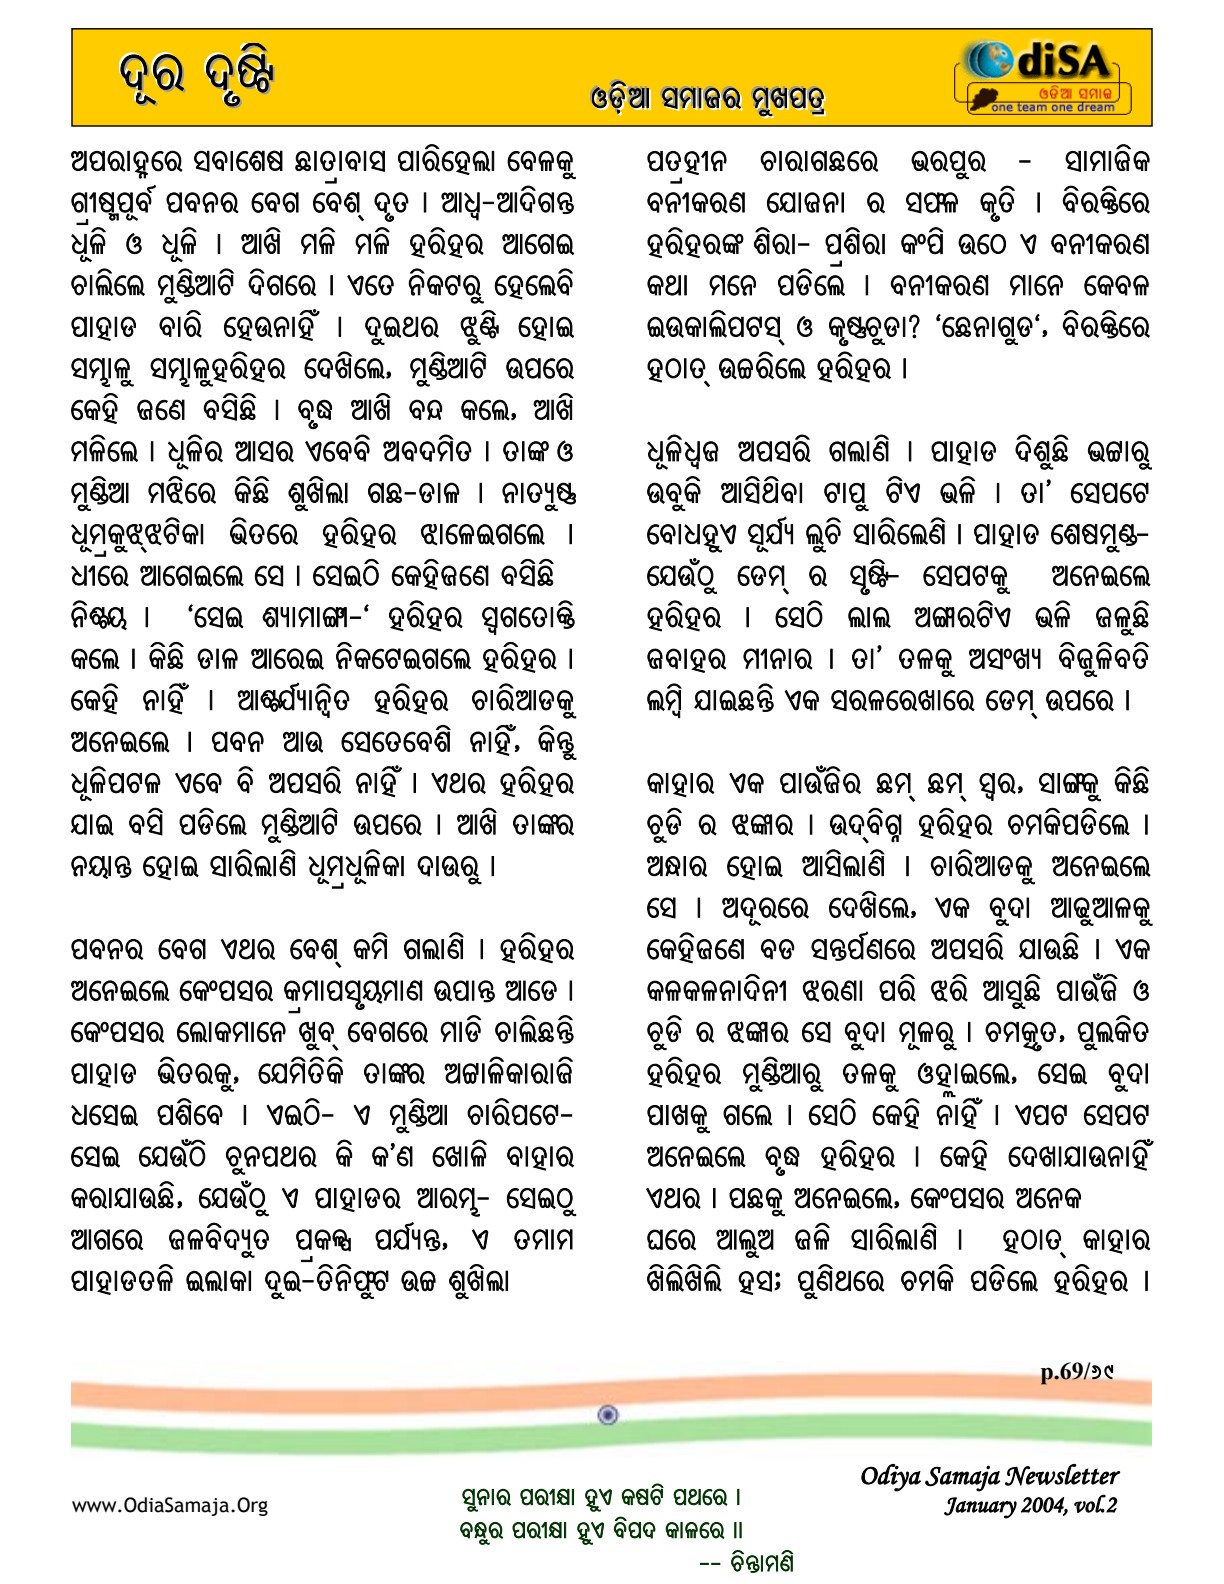 ଦୂର ଦୃଷ୍ଟି
ଓଡ଼ିଆ ସମାଜର ମୁଖପତ୍ର
OdiSA
ଓଡିଆ ସମାଜ
one team one dream
ଅପରାହ୍ନରେ ସବାଶେଷ ଛାତ୍ରାବାସ ପାରିହେଲା ବେଳକୁ
ଗ୍ରୀଷ୍ମପୂର୍ବ ପବନର ବେଗ ବେଶ୍ ଦୃତ । ଆଧ୍ୱ-ଆଦିଗନ୍ତ
ଧୂଳି ଓ ଧୂଳି । ଆଖି ମଳି ମଳି ହରିହର ଆଗେଇ
ଚାଲିଲେ ମୁଣ୍ଡିଆଟି ଦିଗରେ । ଏତେ ନିକଟରୁ ହେଲେବି
ପାହାଡ ବାରି ହେଉନାହିଁ । ଦୁଇଥର ଝୁଣ୍ଟି ହୋଇ
ସମ୍ଭାଳୁ ସମ୍ଭାଳୁହରିହର ଦେଖିଲେ, ମୁଣ୍ଡିଆଟି ଉପରେ
କେହି ଜଣେ ବସିଛି । ବୃଦ୍ଧ ଆଖି ବନ୍ଦ କଲେ, ଆଖି
ମଳିଲେ । ଧୂଳିର ଆସର ଏବେବି ଅବଦମିତ । ତାଙ୍କ ଓ
ମୁଣ୍ଡିଆ ମଝିରେ କିଛି ଶୁଖିଲା ଗଛ-ଡାଳ । ନାତ୍ୟୁଷ୍ଣ
ଧୂମ୍ରକୁଝ୍‌ଝଟିକା ଭିତରେ ହରିହର ଝାଳେଇଗଲେ ।
ଧୀରେ ଆଗେଇଲେ ସେ । ସେଇଠି କେହିଜଣେ ବସିଛି
ନିଶ୍ଚୟ । ‘ସେଇ ଶ୍ୟାମାଙ୍ଗୀ-‘ ହରିହର ସ୍ୱଗତୋକ୍ତି
କଲେ । କିଛି ଡାଳ ଆରେଇ ନିକଟେଇଗଲେ ହରିହର ।
କେହି ନାହିଁ । ଆଶ୍ଚର୍ଯ୍ୟାନ୍ୱିତ ହରିହର ଚାରିଆଡକୁ
ଅନେଇଲେ । ପବନ ଆଉ ସେତେବେଶି ନାହିଁ, କିନ୍ତୁ
ଧୂଳିପଟଳ ଏବେ ବି ଅପସରି ନାହିଁ । ଏଥର ହରିହର
ଯାଇ ବସି ପଡିଲେ ମୁଣ୍ଡିଆଟି ଉପରେ । ଆଖି ତାଙ୍କର
ନୟାନ୍ତ ହୋଇ ସାରିଲାଣି ଧୂମ୍ରଧୂଳିକା ଦାଉରୁ ।
ପବନର ବେଗ ଏଥର ବେଶ୍ କମି ଗଲାଣି । ହରିହର
ଅନେଇଲେ କେଂପସର କ୍ରମାପସୃୟମାଣ ଉପାନ୍ତ ଆଡେ ।
କେଂପସର ଲୋକମାନେ ଖୁବ୍ ବେଗରେ ମାଡି ଚାଲିଛନ୍ତି
ପାହାଡ ଭିତରକୁ, ଯେମିତିକି ତାଙ୍କର ଅଟ୍ଟାଳିକାରାଜି
ଧସେଇ ପଶିବେ । ଏଇଠି- ଏ ମୁଣ୍ଡିଆ ଚାରିପଟେ-
ସେଇ ଯେଉଁଠି ଚୁନପଥର କି କ’ଣ ଖୋଳି ବାହାର
କରାଯାଉଛି, ଯେଉଁଠୁ ଏ ପାହାଡର ଆରମ୍ଭ- ସେଇଠୁ
ଆଗରେ ଜଳବିଦ୍ୟୁତ ପ୍ରକଳ୍ପ ପର୍ଯ୍ୟନ୍ତ, ଏ ତମାମ
ପାହାଡତଳି ଇଲାକା ଦୁଇ-ତିନିଫୁଟ ଉଚ୍ଚ ଶୁଖିଲା
ପତ୍ରହୀନ ଚାରାଗଛରେ ଭରପୁର - ସାମାଜିକ
ବନୀକରଣ ଯୋଜନା ର ସଫଳ କୃତି । ବିରକ୍ତିରେ
ହରିହରଙ୍କ ଶିରା- ପ୍ରଶିରା କଂପି ଉଠେ ଏ ବନୀକରଣ
କଥା ମନେ ପଡିଲେ । ବନୀକରଣ ମାନେ କେବଳ
ଇଉକାଲିପଟସ୍ ଓ କୃଷ୍ଣଚୁଡା? ‘ଛେନାଗୁଡ‘, ବିରକ୍ତିରେ
ହଠାତ୍ ଉଚ୍ଚରିଲେ ହରିହର ।
ଧୂଳିଧ୍ୱଜ ଅପସରି ଗଲାଣି । ପାହାଡ ଦିଶୁଛି ଭଟ୍ଟାରୁ
ଉବୁକି ଆସିଥିବା ଟାପୁ ଟିଏ ଭଳି । ତା’ ସେପଟେ
ବୋଧହୁଏ ସୂର୍ଯ୍ୟ ଲୁଚି ସାରିଲେଣି । ପାହାଡ ଶେଷମୁଣ୍ଡ-
ଯେଉଁଠୁ ଡେମ୍ ର ସୃଷ୍ଟି- ସେପଟକୁ ଅନେଇଲେ
ହରିହର । ସେଠି ଲାଲ ଅଙ୍ଗାରଟିଏ ଭଳି ଜଳୁଛି
ଜବାହର ମୀନାର । ତା’ ତଳକୁ ଅସଂଖ୍ୟ ବିଜୁଳିବତି
ଲମ୍ବି ଯାଇଛନ୍ତି ଏକ ସରଳରେଖାରେ ଡେମ୍ ଉପରେ ।
କାହାର ଏକ ପାଉଁଜିର ଛମ୍ ଛମ୍ ସ୍ୱର, ସାଙ୍ଗକୁ କିଛି
ଚୁଡି ର ଝଙ୍କାର । ଉଦ୍‌ବିଗ୍ନ ହରିହର ଚମକିପଡିଲେ ।
ଅନ୍ଧାର ହୋଇ ଆସିଲାଣି । ଚାରିଆଡକୁ ଅନେଇଲେ
ସେ । ଅଦୂରରେ ଦେଖିଲେ, ଏକ ବୁଦା ଆଢୁଆଳକୁ
କେହିଜଣେ ବଡ ସନ୍ତର୍ପଣରେ ଅପସରି ଯାଉଛି । ଏକ
କଳକଳନାଦିନୀ ଝରଣା ପରି ଝରି ଆସୁଛି ପାଉଁଜି ଓ
ଚୁଡି ର ଝଙ୍କାର ସେ ବୁଦା ମୂଳରୁ । ଚମତ୍କୃତ, ପୁଲକିତ
ହରିହର ମୁଣ୍ଡିଆରୁ ତଳକୁ ଓହ୍ଲାଇଲେ, ସେଇ ବୁଦା
ପାଖକୁ ଗଲେ । ସେଠି କେହି ନାହିଁ । ଏପଟ ସେପଟ
ଅନେଇଲେ ବୃଦ୍ଧ ହରିହର । କେହି ଦେଖାଯାଉନାହିଁ
ଏଥର । ପଛକୁ ଅନେଇଲେ, କେଂପସର ଅନେକ
ଘରେ ଆଲୁଅ ଜଳି ସାରିଲାଣି । ହଠାତ୍ କାହାର
ଖିଲିଖିଲି ହସ; ପୁଣିଥରେ ଚମକି ପଡିଲେ ହରିହର ।
p.69/୬୯
Odiya Samaja Newsletter
January 2004, vol.2
www.OdiaSamaja.Org
ସୁନାର ପରୀକ୍ଷା ହୁଏ କଷଟି ପଥରେ ।
ବନ୍ଧୁର ପରୀକ୍ଷା ହୁଏ ବିପଦ କାଳରେ ॥
-- ଚିନ୍ତାମଣି